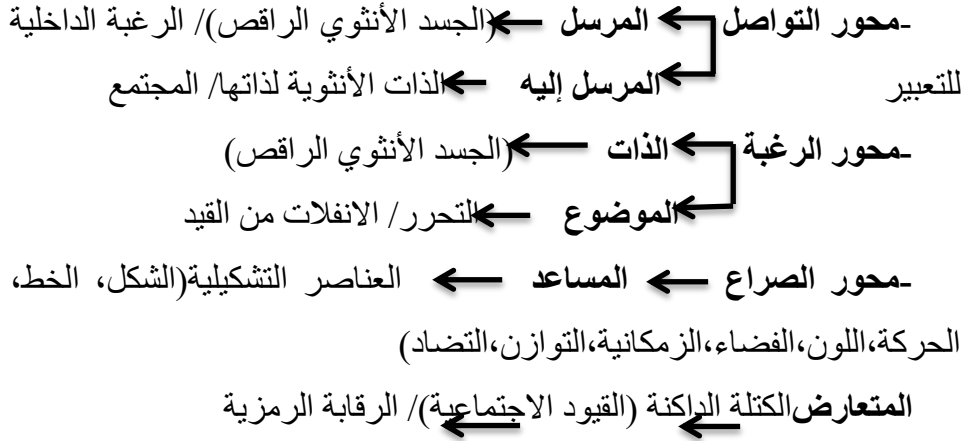 -محور التواصل المرسل (الجسد الأنثوي الراقص)/ الرغبة الداخلية
للتعبير المرسل إليه الذات الأنثوية لذاتها/ المجتمع
-محور الرغبة الذات (الجسد الأنثوي الراقص)
الموضوع التحرر/ الانفلات من القيد
-محور الصراع المساعد العناصر التشكيلية(الشكل، الخط،
الحركة،اللون،الفضاء،الزمكانية،التوازن،التضاد)
المتعارض الكتلة الداكنة (القيود الاجتماعية)/ الرقابة الرمزية